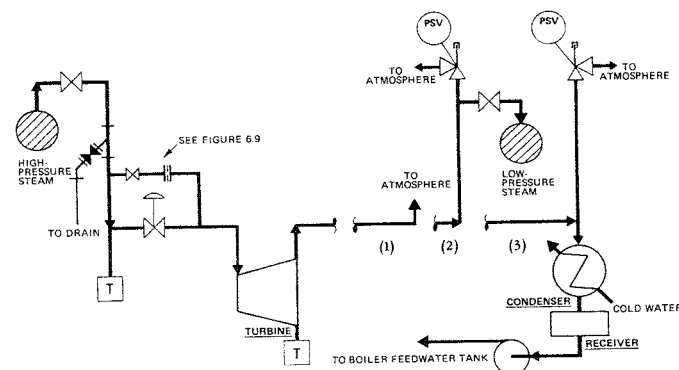 PSV
PSV
TO
ATMOSPHERE
TO
ATMOSPHERE
SEE FIGURE 6.9
HIGH-
PRESSURE
STEAM
TO
ATMOSPHERE
LOW-
PRESSURE
STEAM
TO DRAIN
(1)
(2)
(3)
T
TURBINE
T
CONDENSER
COLD WATER
RECEIVER
TO BOILER FEEDWATER TANK